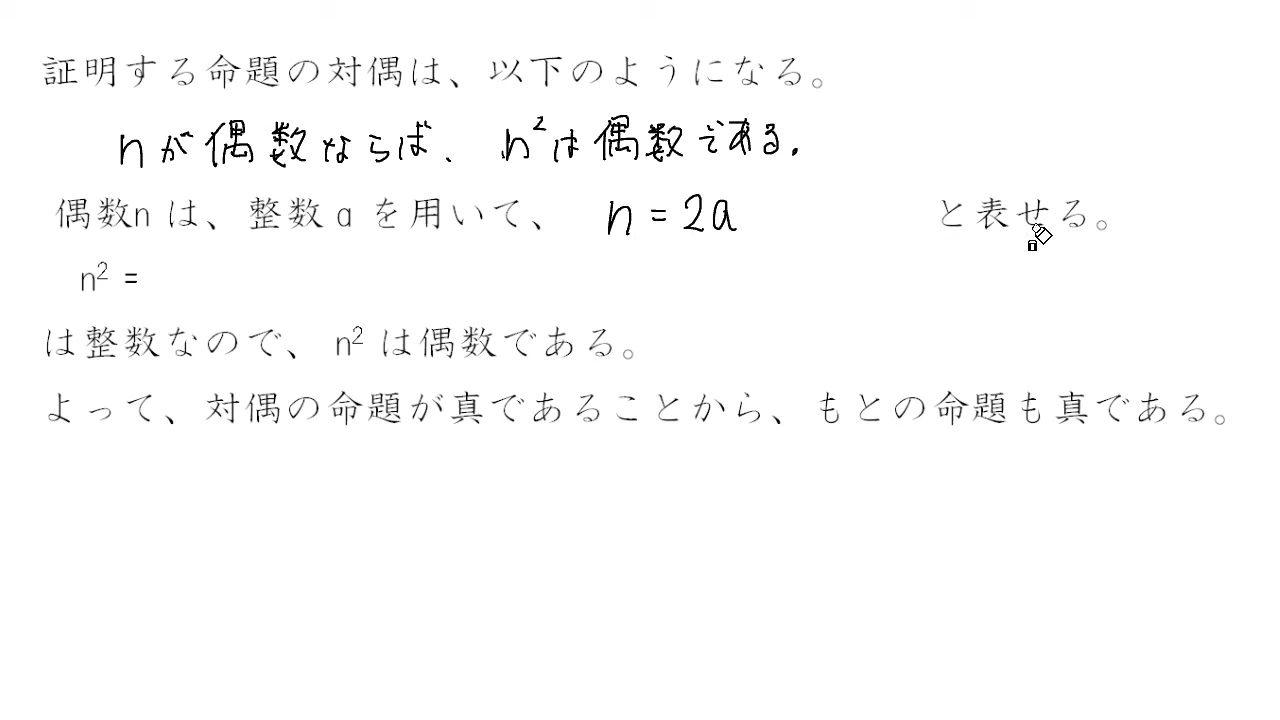 証明する命題の対偶は、以下のようになる。
nが偶数ならば、n²は偶数である.
偶数n は、整数 a を用いて、 n = 2a と表せる。
n² =
は整数なので、 n² は偶数である。
よって、対偶の命題が真であることから、もとの命題も真である。